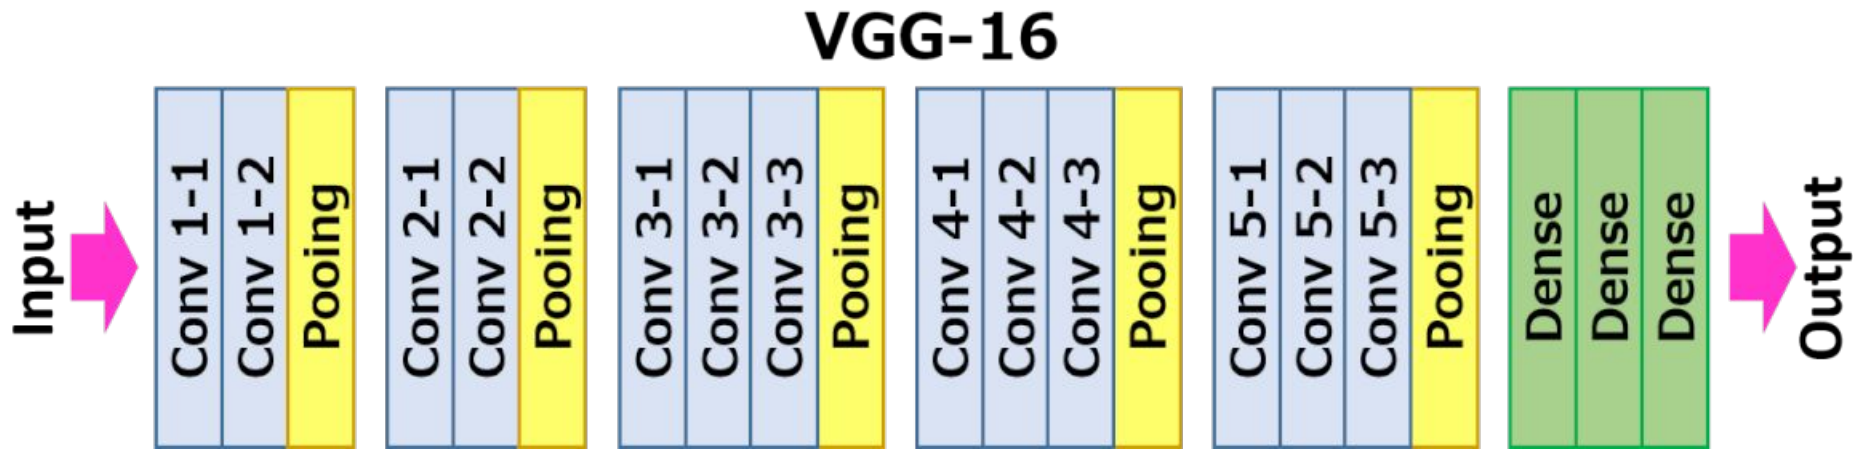 VGG-16
Input
Conv 1-1
Conv 1-2
Pooing
Conv 2-1
Conv 2-2
Pooing
Conv 3-1
Conv 3-2
Conv 3-3
Pooing
Conv 4-1
Conv 4-2
Conv 4-3
Pooing
Conv 5-1
Conv 5-2
Conv 5-3
Pooing
Dense
Dense
Dense
Output